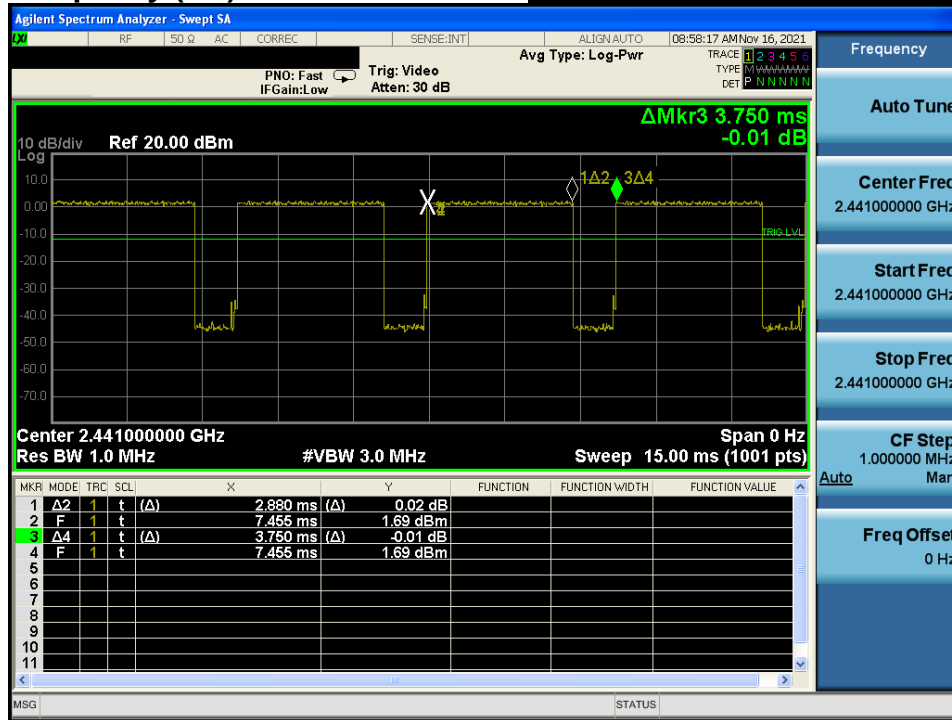 Agilent Spectrum Analyzer - Swept SA
LXI RF 50 Ω AC CORREC SENSE:INT ALIGN AUTO 08:58:17 AM Nov 16, 2021
Avg Type: Log-Pwr
TRACE 1 2 3 4 5 6
PNO: Fast Trig: Video
TYPE M W W W W W
IFGain:Low Atten: 30 dB
DET P N N N N N
ΔMkr3 3.750 ms
-0.01 dB
10 dB/div Ref 20.00 dBm
Log
10.0
0.00
-10.0
-20.0
-30.0
-40.0
-50.0
-60.0
-70.0
1Δ2 3Δ4
TRIG LVL
Center 2.441000000 GHz Span 0 Hz
Res BW 1.0 MHz #VBW 3.0 MHz Sweep 15.00 ms (1001 pts)
MKR MODE TRC SCL X Y FUNCTION FUNCTION WIDTH FUNCTION VALUE
1 Δ2 1 t (Δ) 2.880 ms (Δ) 0.02 dB
2 F 1 t 7.455 ms 1.69 dBm
3 Δ4 1 t (Δ) 3.750 ms (Δ) -0.01 dB
4 F 1 t 7.455 ms 1.69 dBm
5
6
7
8
9
10
11
MSG STATUS
Frequency
Auto Tune
Center Freq
2.441000000 GHz
Start Freq
2.441000000 GHz
Stop Freq
2.441000000 GHz
CF Step
1.000000 MHz
Auto Man
Freq Offset
0 Hz